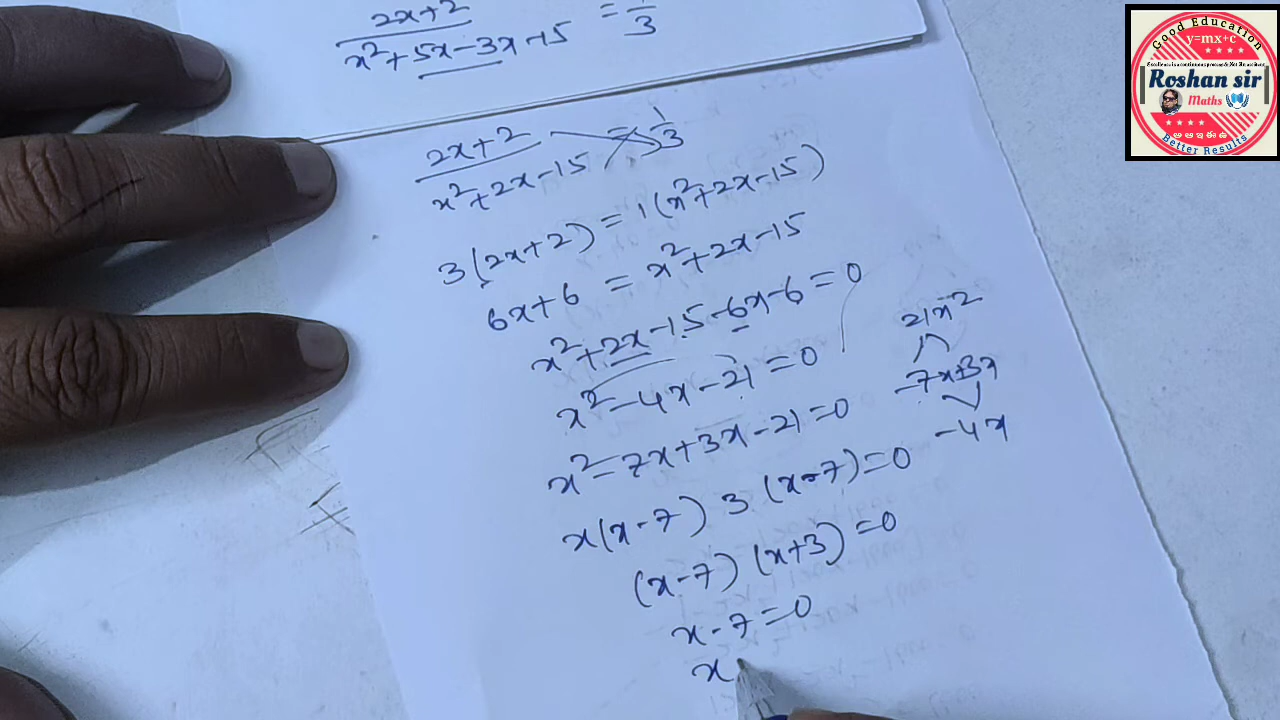 2x+2
x²+5x-3x-15 = 1/3
2x+2
x²+2x-15 = 1/3
3(2x+2) = 1(x²+2x-15)
6x+6 = x²+2x-15
x²+2x-15-6x-6=0
x²-4x-21=0
x²-7x+3x-21=0
x(x-7) 3(x-7)=0
(x-7)(x+3)=0
x-7=0
x
21x²
-7x+3x
-4x
Good Education
y=mx+c
Roshan sir
Maths
Better Results